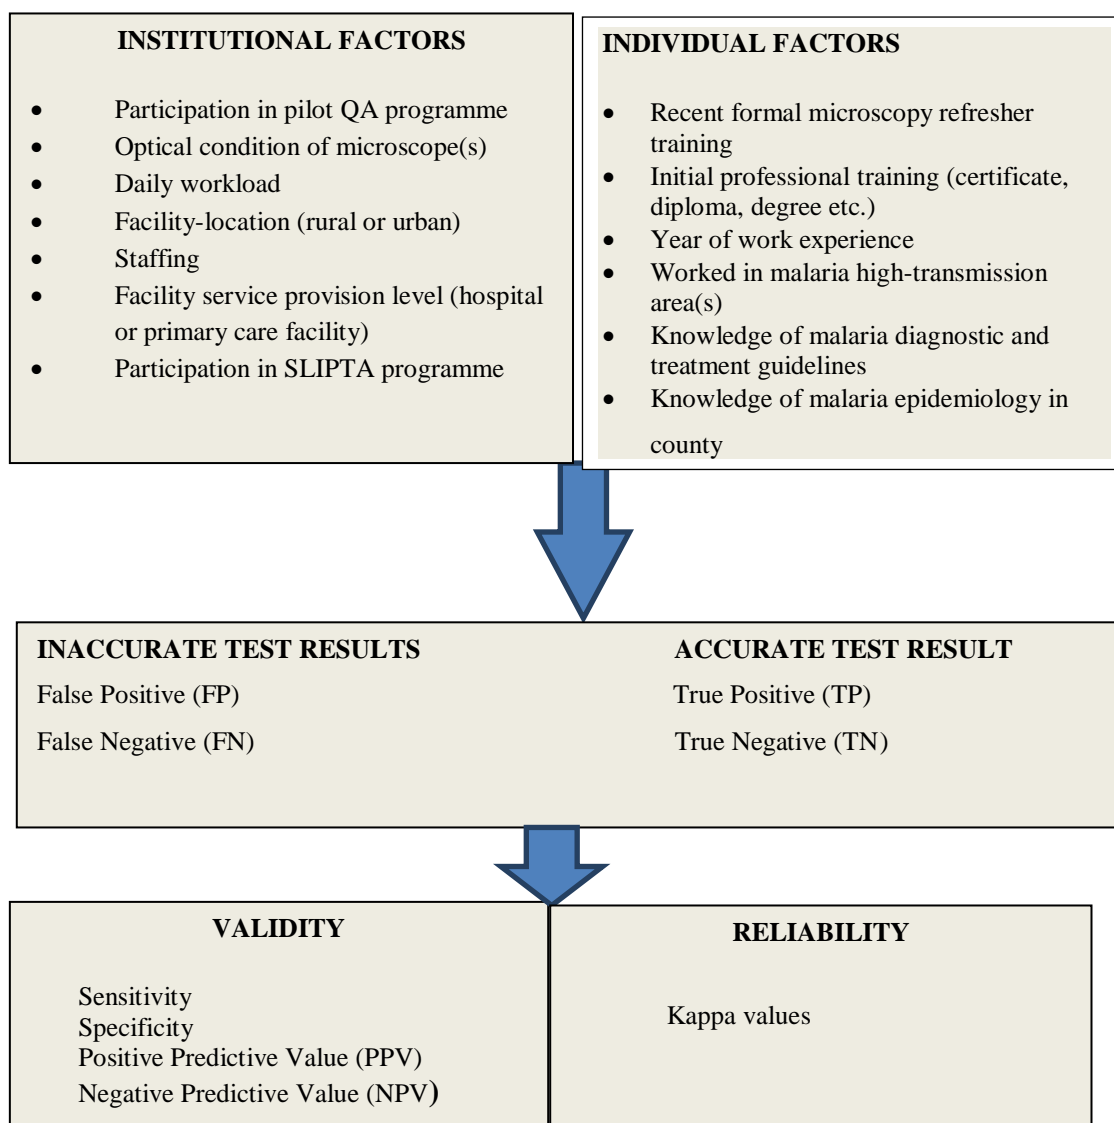 INSTITUTIONAL FACTORS
• Participation in pilot QA programme
• Optical condition of microscope(s)
• Daily workload
• Facility-location (rural or urban)
• Staffing
• Facility service provision level (hospital
or primary care facility)
• Participation in SLIPTA programme
INDIVIDUAL FACTORS
• Recent formal microscopy refresher
training
• Initial professional training (certificate,
diploma, degree etc.)
• Year of work experience
• Worked in malaria high-transmission
area(s)
• Knowledge of malaria diagnostic and
treatment guidelines
• Knowledge of malaria epidemiology in
county
INACCURATE TEST RESULTS
False Positive (FP)
False Negative (FN)
ACCURATE TEST RESULT
True Positive (TP)
True Negative (TN)
VALIDITY
Sensitivity
Specificity
Positive Predictive Value (PPV)
Negative Predictive Value (NPV)
RELIABILITY
Kappa values